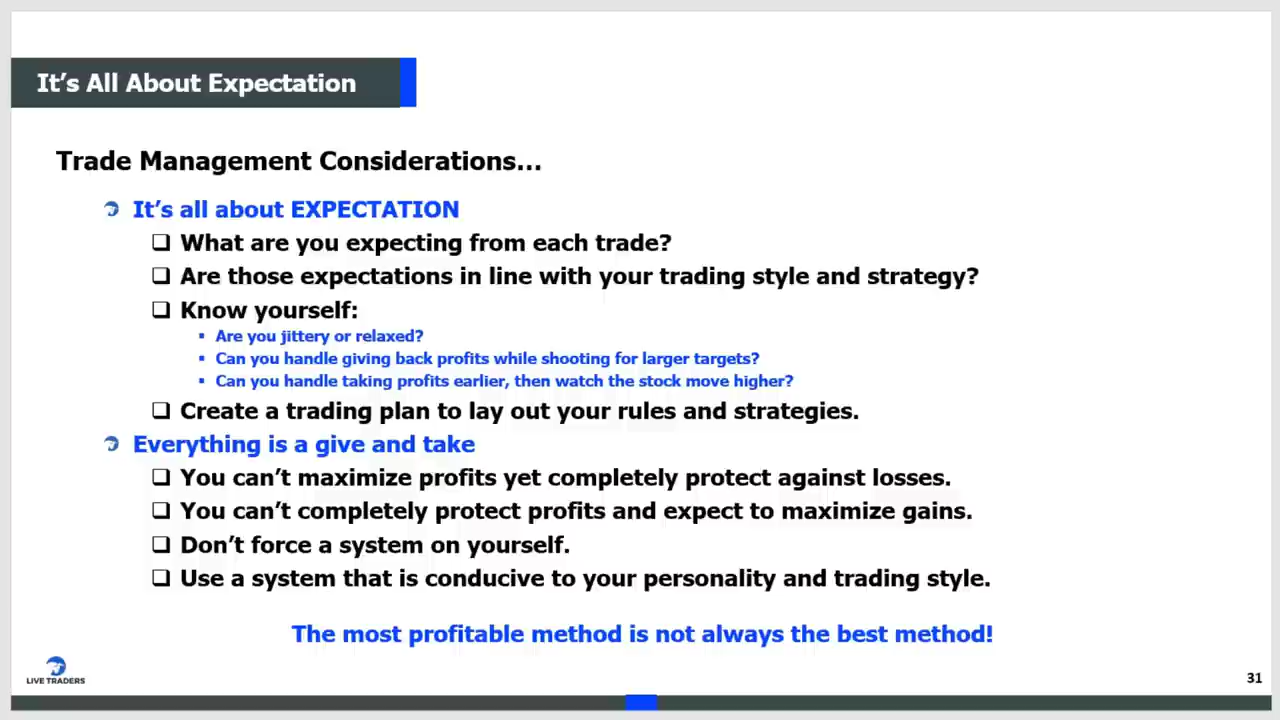 It’s All About Expectation
Trade Management Considerations...
It’s all about EXPECTATION
What are you expecting from each trade?
Are those expectations in line with your trading style and strategy?
Know yourself:
Are you jittery or relaxed?
Can you handle giving back profits while shooting for larger targets?
Can you handle taking profits earlier, then watch the stock move higher?
Create a trading plan to lay out your rules and strategies.
Everything is a give and take
You can’t maximize profits yet completely protect against losses.
You can’t completely protect profits and expect to maximize gains.
Don’t force a system on yourself.
Use a system that is conducive to your personality and trading style.
The most profitable method is not always the best method!
LIVE TRADERS
31